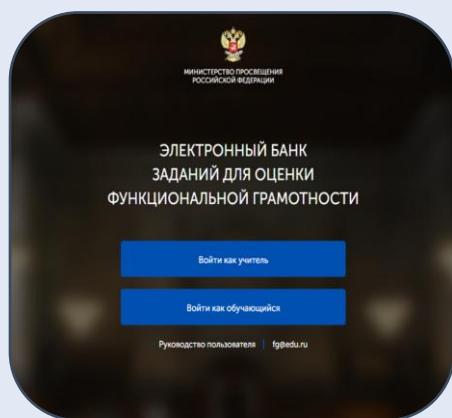 МИНИСТЕРСТВО ПРОСВЕЩЕНИЯ
РОССИЙСКОЙ ФЕДЕРАЦИИ
ЭЛЕКТРОННЫЙ БАНК
ЗАДАНИЙ ДЛЯ ОЦЕНКИ
ФУНКЦИОНАЛЬНОЙ ГРАМОТНОСТИ
Войти как учитель
Войти как обучающийся
Руководство пользователя | fg@edu.ru